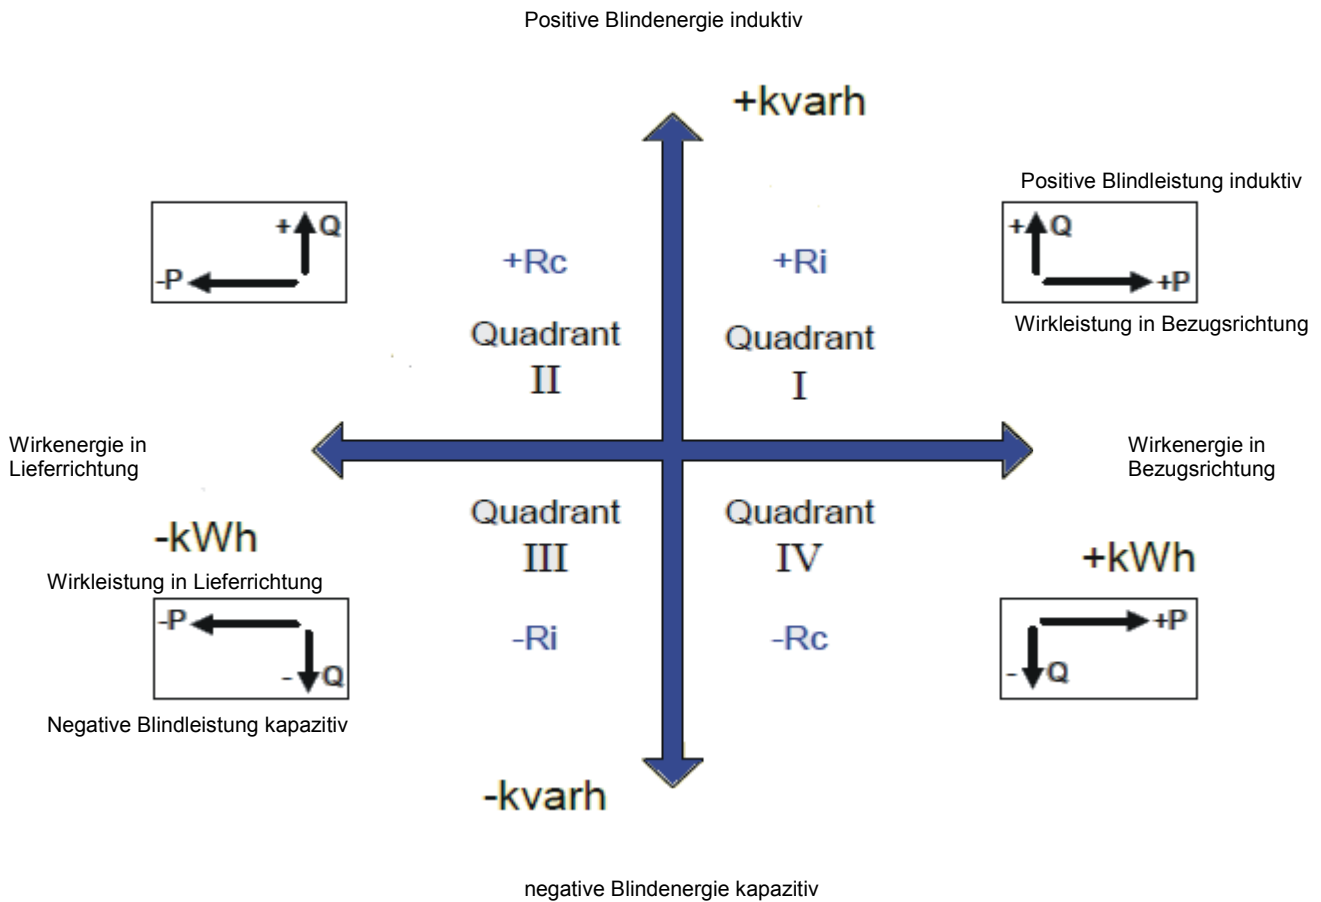 Positive Blindenergie induktiv
+kvarh
Positive Blindleistung induktiv
+ Q
-P
+Rc
+Ri
+ Q
+P
Wirkleistung in Bezugsrichtung
Quadrant
II
Quadrant
I
Wirkenergie in
Lieferrichtung
Wirkenergie in
Bezugsrichtung
Quadrant
III
Quadrant
IV
-kWh
+kWh
Wirkleistung in Lieferrichtung
-P
- Q
-Ri
-Rc
+P
- Q
Negative Blindleistung kapazitiv
-kvarh
negative Blindenergie kapazitiv